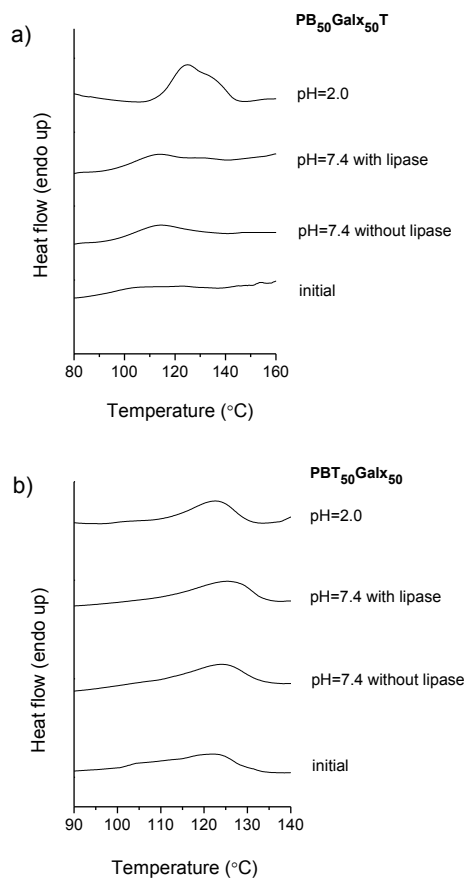 a)
PB₅₀Galx₅₀T
pH=2.0
pH=7.4 with lipase
pH=7.4 without lipase
initial
Heat flow (endo up)
80 100 120 140 160
Temperature (°C)
b)
PBT₅₀Galx₅₀
pH=2.0
pH=7.4 with lipase
pH=7.4 without lipase
initial
Heat flow (endo up)
90 100 110 120 130 140
Temperature (°C)